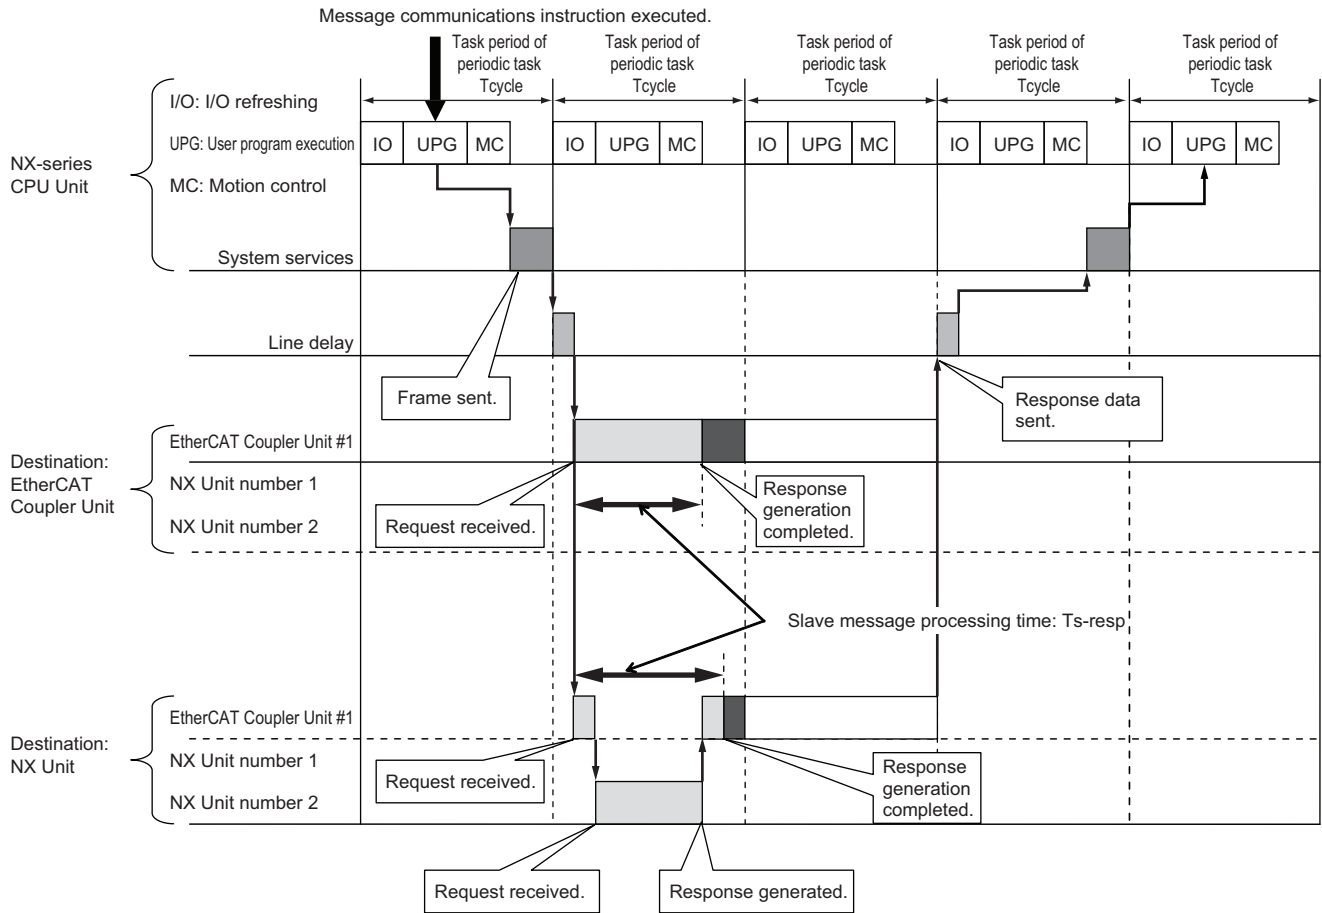 Message communications instruction executed.
Task period of
periodic task
Tcycle
Task period of
periodic task
Tcycle
Task period of
periodic task
Tcycle
Task period of
periodic task
Tcycle
Task period of
periodic task
Tcycle
NX-series
CPU Unit
I/O: I/O refreshing
UPG: User program execution
MC: Motion control
IO UPG MC
IO UPG MC
IO UPG MC
IO UPG MC
IO UPG MC
System services
Line delay
Frame sent.
Response data
sent.
Destination:
EtherCAT
Coupler Unit
EtherCAT Coupler Unit #1
NX Unit number 1
NX Unit number 2
Request received.
Response
generation
completed.
Slave message processing time: Ts-resp
Destination:
NX Unit
EtherCAT Coupler Unit #1
NX Unit number 1
NX Unit number 2
Request received.
Response
generation
completed.
Request received.
Response generated.